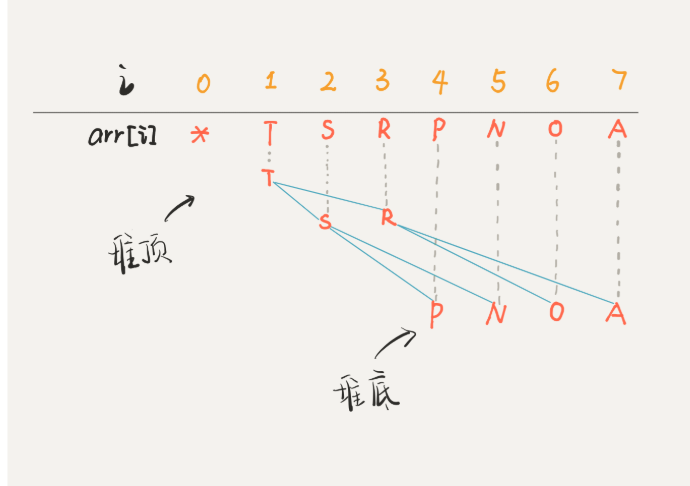 i 0 1 2 3 4 5 6 7
arr[i] * T S R P N O A
T
S R
堆顶
P N O A
堆底